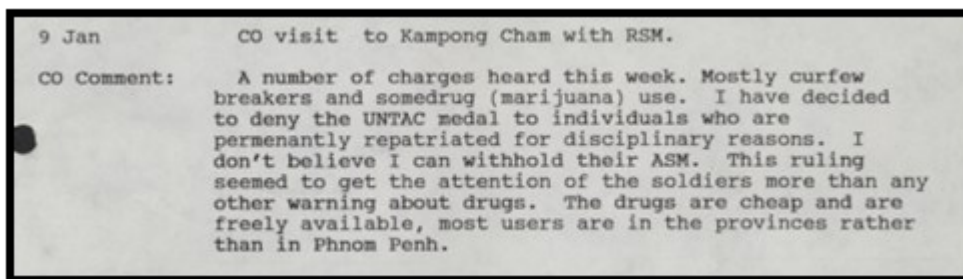 9 Jan CO visit to Kampong Cham with RSM.
CO Comment: A number of charges heard this week. Mostly curfew
breakers and somedrug (marijuana) use. I have decided
to deny the UNTAC medal to individuals who are
permenantly repatriated for disciplinary reasons. I
don't believe I can withhold their ASM. This ruling
seemed to get the attention of the soldiers more than any
other warning about drugs. The drugs are cheap and are
freely available, most users are in the provinces rather
than in Phnom Penh.